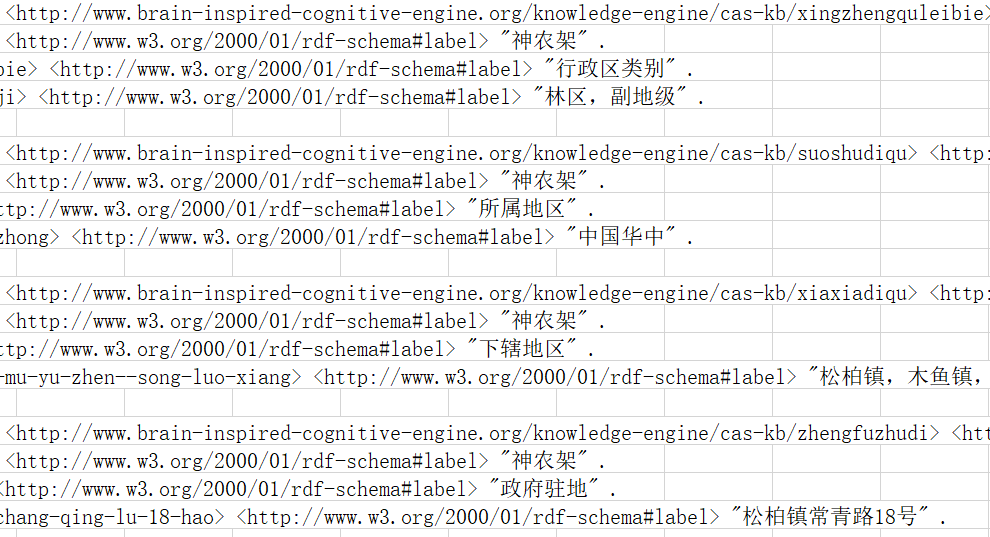 <http://www.brain-inspired-cognitive-engine.org/knowledge-engine/cas-kb/xingzhengquleibie>
<http://www.w3.org/2000/01/rdf-schema#label> "神农架" .
bie> <http://www.w3.org/2000/01/rdf-schema#label> "行政区类别" .
ji> <http://www.w3.org/2000/01/rdf-schema#label> "林区，副地级" .
<http://www.brain-inspired-cognitive-engine.org/knowledge-engine/cas-kb/suoshudiqu> <http:
<http://www.w3.org/2000/01/rdf-schema#label> "神农架" .
ttp://www.w3.org/2000/01/rdf-schema#label> "所属地区" .
zhong> <http://www.w3.org/2000/01/rdf-schema#label> "中国华中" .
<http://www.brain-inspired-cognitive-engine.org/knowledge-engine/cas-kb/xiaxiadiqu> <http:
<http://www.w3.org/2000/01/rdf-schema#label> "神农架" .
ttp://www.w3.org/2000/01/rdf-schema#label> "下辖地区" .
-mu-yu-zhen--song-luo-xiang> <http://www.w3.org/2000/01/rdf-schema#label> "松柏镇，木鱼镇，
<http://www.brain-inspired-cognitive-engine.org/knowledge-engine/cas-kb/zhengfuzhudi> <htt
<http://www.w3.org/2000/01/rdf-schema#label> "神农架" .
<http://www.w3.org/2000/01/rdf-schema#label> "政府驻地" .
chang-qing-lu-18-hao> <http://www.w3.org/2000/01/rdf-schema#label> "松柏镇常青路18号" .